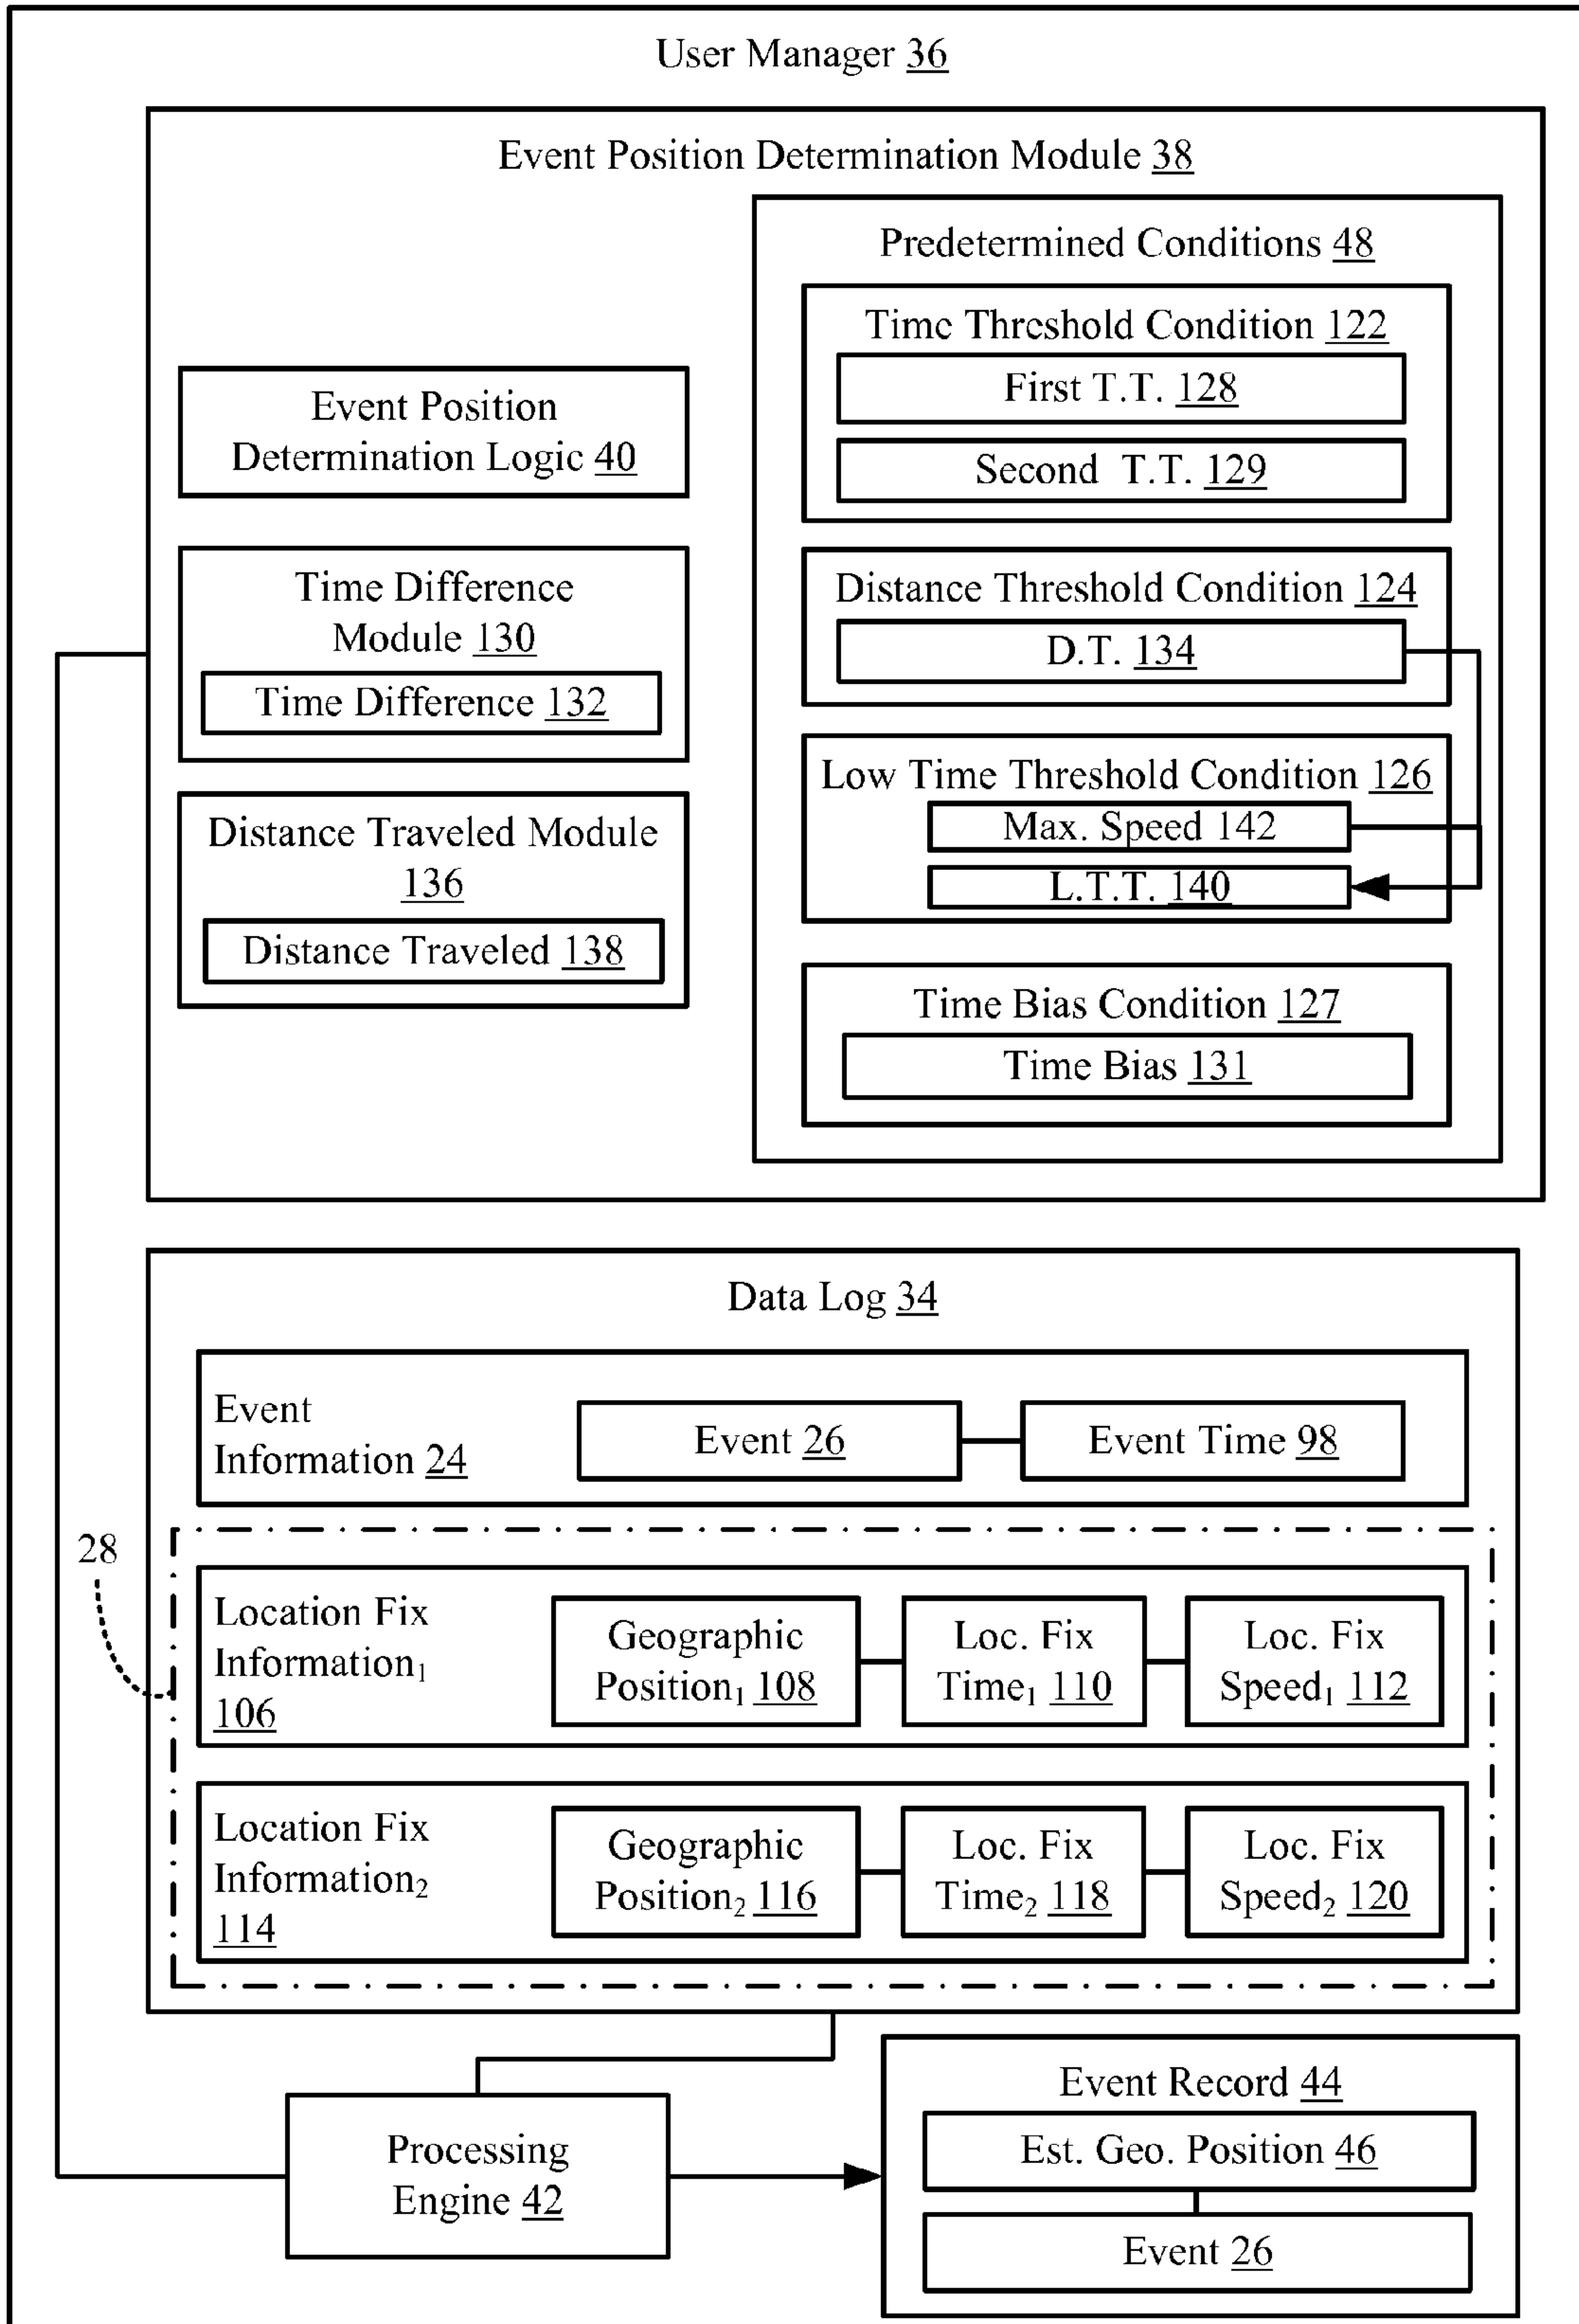 User Manager 36
Event Position Determination Module 38
Event Position
Determination Logic 40
Time Difference
Module 130
Time Difference 132
Distance Traveled Module
136
Distance Traveled 138
Predetermined Conditions 48
Time Threshold Condition 122
First T.T. 128
Second T.T. 129
Distance Threshold Condition 124
D.T. 134
Low Time Threshold Condition 126
Max. Speed 142
L.T.T. 140
Time Bias Condition 127
Time Bias 131
Data Log 34
Event
Information 24
Event 26
Event Time 98
28
Location Fix
Information₁
106
Geographic
Position₁ 108
Loc. Fix
Time₁ 110
Loc. Fix
Speed₁ 112
Location Fix
Information₂
114
Geographic
Position₂ 116
Loc. Fix
Time₂ 118
Loc. Fix
Speed₂ 120
Processing
Engine 42
Event Record 44
Est. Geo. Position 46
Event 26